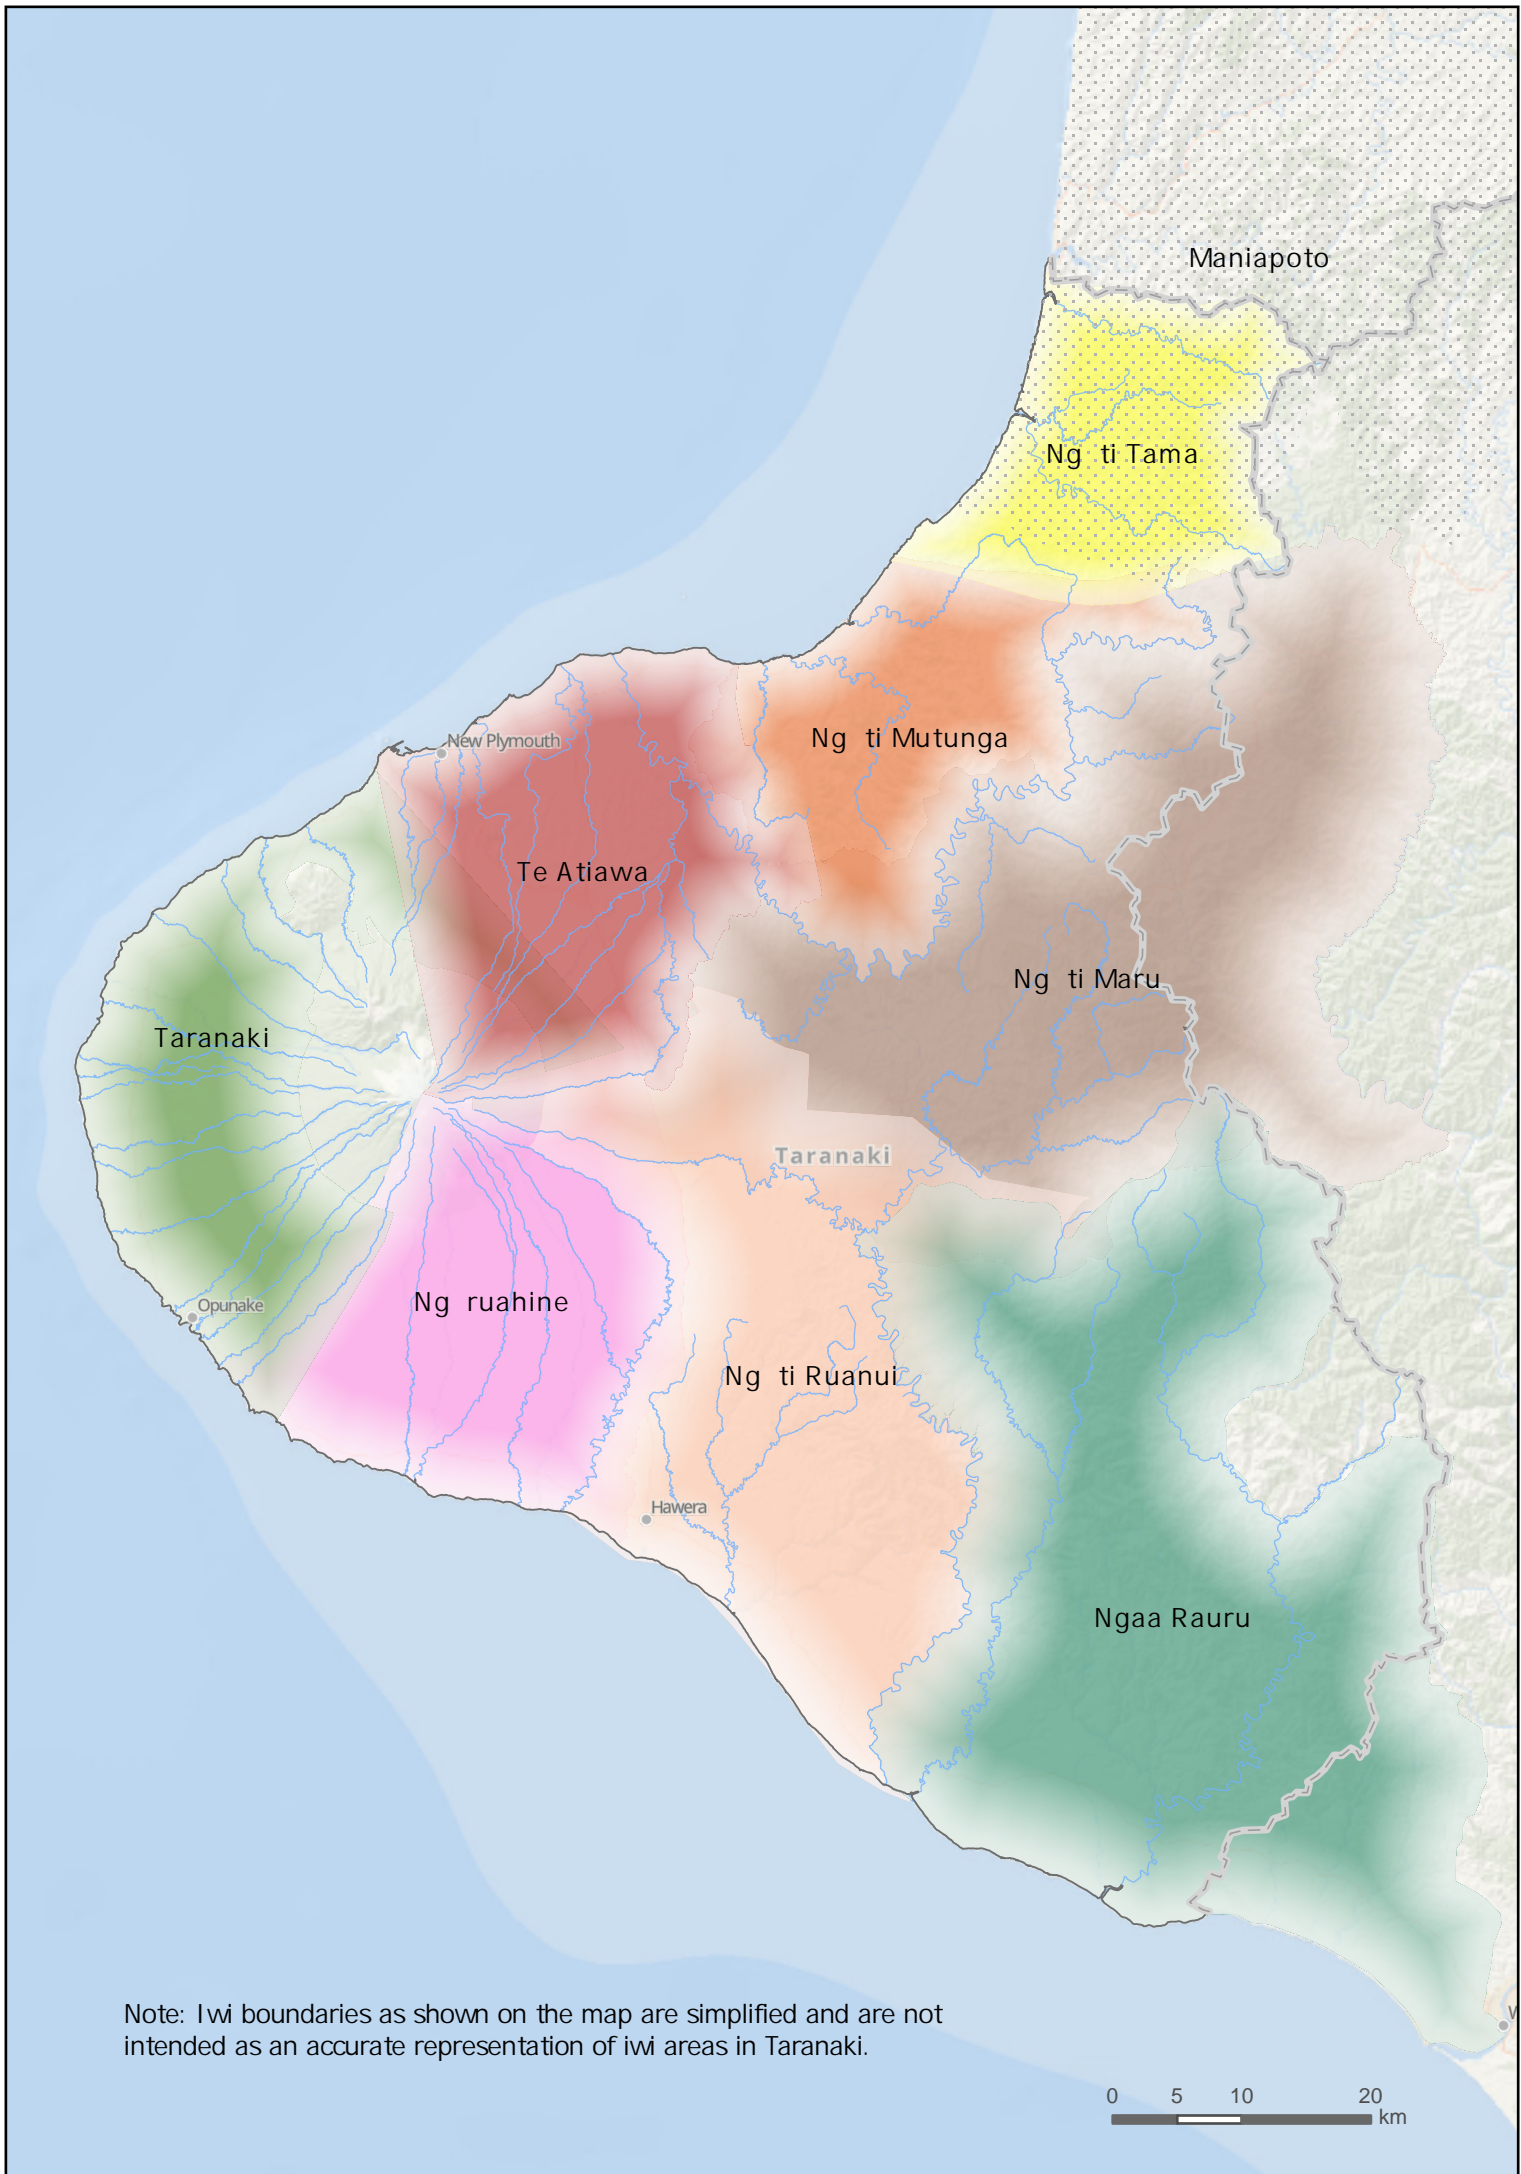 Maniapoto
Ng ti Tama
New Plymouth
Ng ti Mutunga
Te Atiawa
Ng ti Maru
Taranaki
Taranaki
Opunake
Ng ruahine
Ng ti Ruanui
Hawera
Ngaa Rauru
Note: Iwi boundaries as shown on the map are simplified and are not
intended as an accurate representation of iwi areas in Taranaki.
0 5 10 20
km